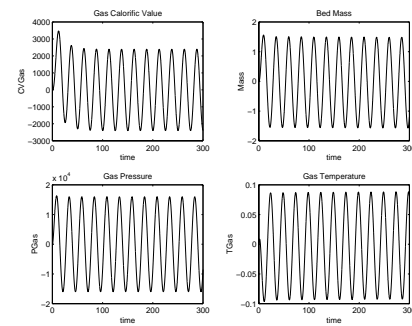 Gas Calorific Value
4000
3000
2000
1000
0
−1000
−2000
−3000
CVGas
0 100 200 300
time
Bed Mass
2
1
0
−1
−2
Mass
0 100 200 300
time
Gas Pressure
x 10^4
2
1
0
−1
−2
PGas
0 100 200 300
time
Gas Temperature
0.1
0.05
0
−0.05
−0.1
TGas
0 100 200 300
time